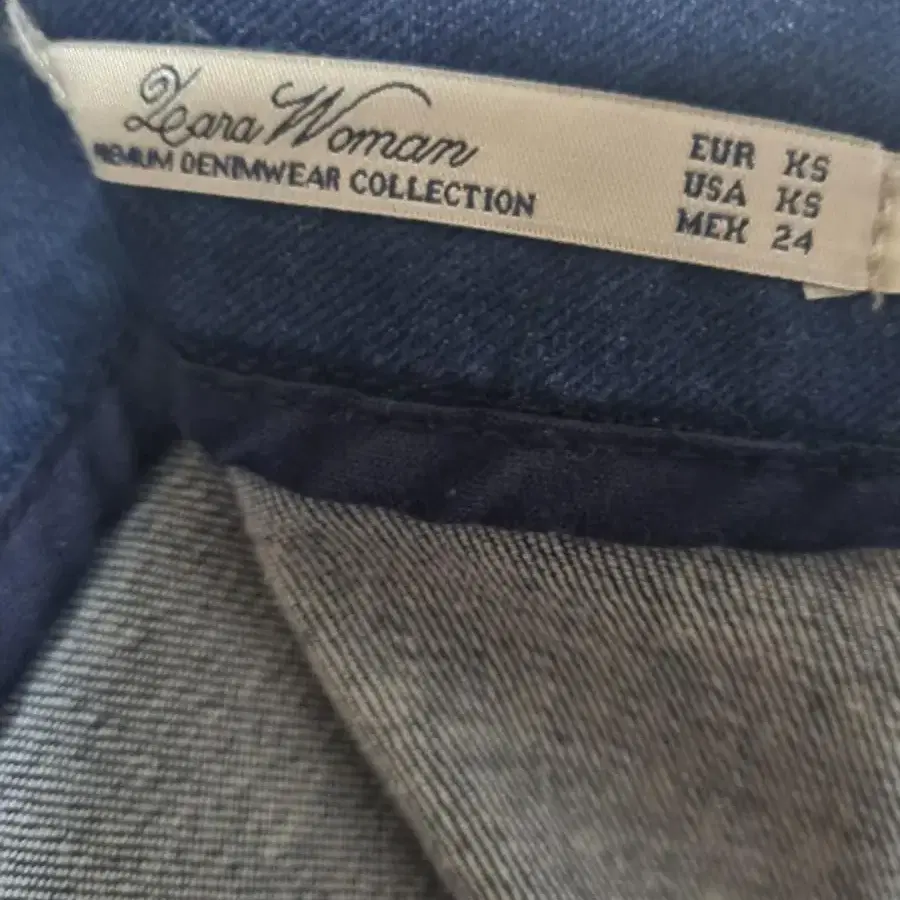 Zara Woman
PREMIUM DENIMWEAR COLLECTION
EUR XS
USA XS
MEX 24